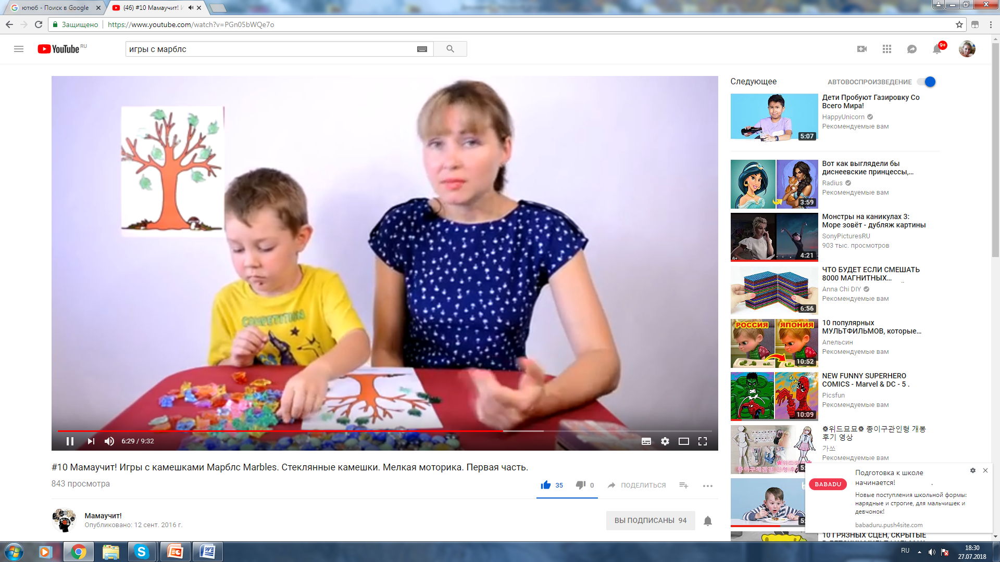 ютюб - Поиск в Google
(46) #10 Мамаучит! И
Защищено
https://www.youtube.com/watch?v=PGn05bWQe7o
YouTube RU
игры с марблс
9+
COMPETITION
6:29 / 9:32
#10 Мамаучит! Игры с камешками Марблс Marbles. Стеклянные камешки. Мелкая моторика. Первая часть.
843 просмотра
35
0
ПОДЕЛИТЬСЯ
Мамаучит!
Опубликовано: 12 сент. 2016 г.
ВЫ ПОДПИСАНЫ 94
Следующее
АВТОВОСПРОИЗВЕДЕНИЕ
5:07
Дети Пробуют Газировку Со
Всего Мира!
HappyUnicorn
Рекомендуемые вам
3:59
Вот как выглядели бы
диснеевские принцессы,...
Radius
Рекомендуемые вам
6+
4:21
Монстры на каникулах 3:
Море зовёт - дубляж картины
SonyPicturesRU
903 тыс. просмотров
6:56
ЧТО БУДЕТ ЕСЛИ СМЕШАТЬ
8000 МАГНИТНЫХ...
Anna Chi DIY
Рекомендуемые вам
РОССИЯ ЯПОНИЯ
10:52
10 популярных
МУЛЬТФИЛЬМОВ, которые...
Апельсин
Рекомендуемые вам
10:09
NEW FUNNY SUPERHERO
COMICS - Marvel & DC - 5 .
Picsfun
Рекомендуемые вам
❁위드묘묘❁ 종이구관인형 개봉
후기 영상
가쓰
Рекомендуемые вам
BABADU
Подготовка к школе
начинается!
Новые поступления школьной формы:
нарядные и строгие, для мальчишек и
девчонок!
babaduru.push4site.com
10 ГРЯЗНЫХ СЦЕН, СКРЫТЫЕ
RU
18:30
27.07.2018